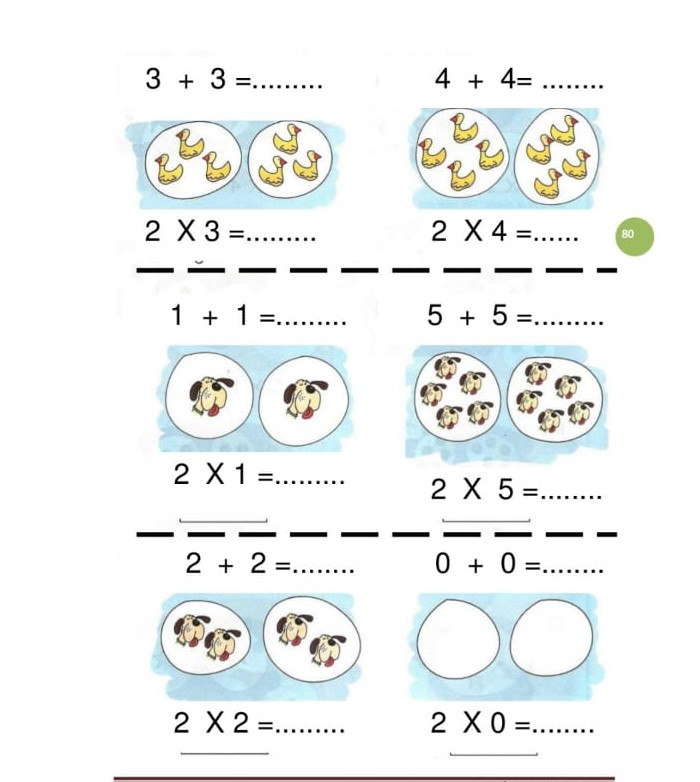 3 + 3 =.........
4 + 4= ........
2 X 3 =.........
2 X 4 =......
80
1 + 1 =.........
5 + 5 =.........
2 X 1 =.........
2 X 5 =........
2 + 2 =........
0 + 0 =........
2 X 2 =.........
2 X 0 =........